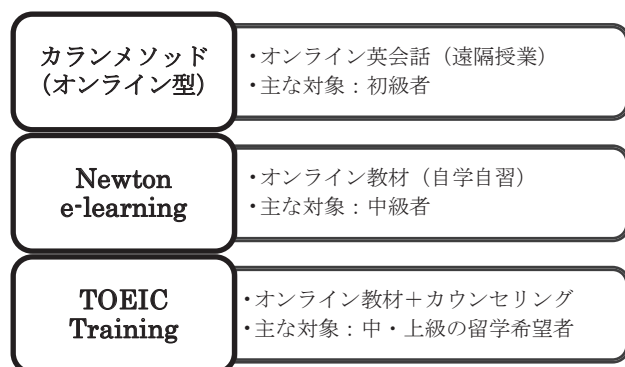 カランメソッド
(オンライン型)
・オンライン英会話（遠隔授業）
・主な対象：初級者
Newton
e-learning
・オンライン教材（自学自習）
・主な対象：中級者
TOEIC
Training
・オンライン教材＋カウンセリング
・主な対象：中・上級の留学希望者